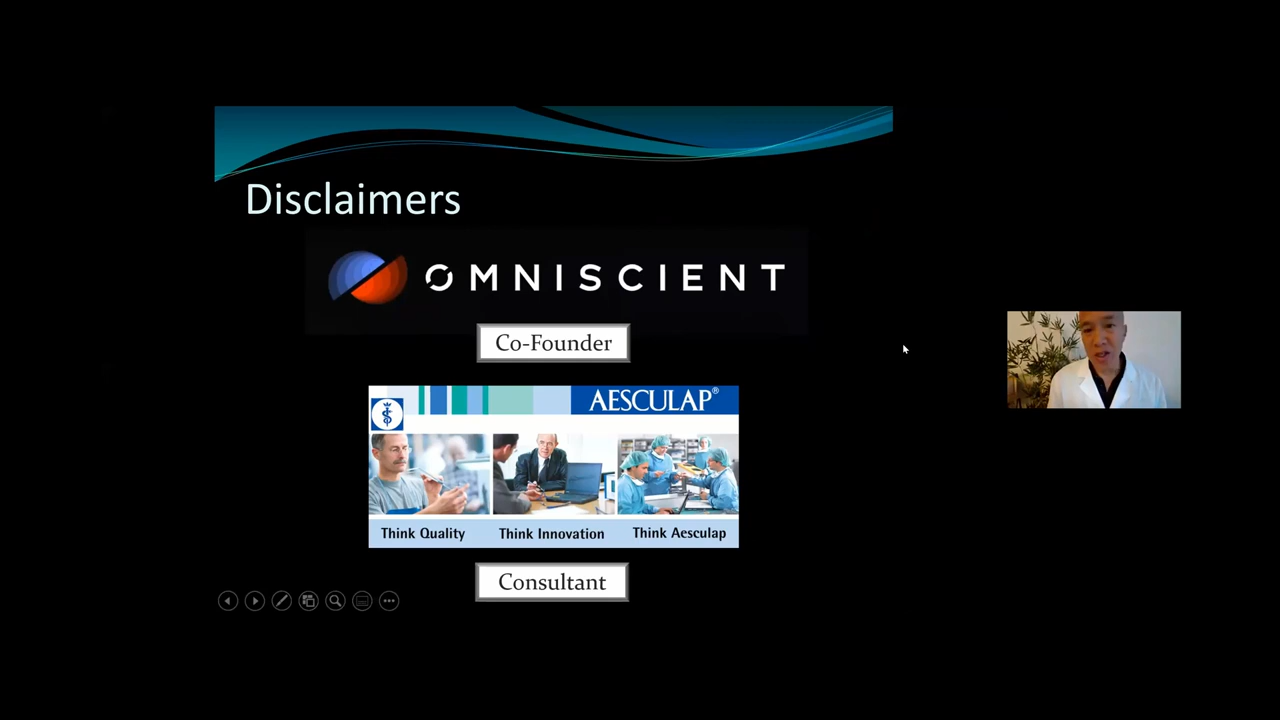 Disclaimers
OMNISCIENT
Co-Founder
AESCULAP®
Think Quality
Think Innovation
Think Aesculap
Consultant